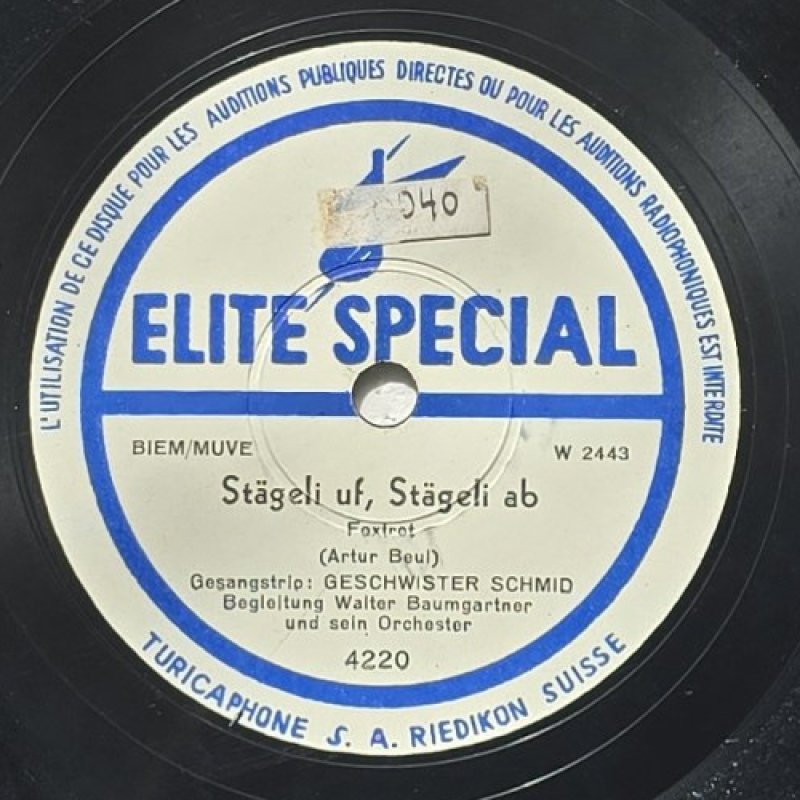 L'UTILISATION DE CE DISQUE POUR LES AUDITIONS PUBLIQUES DIRECTES OU POUR LES AUDITIONS RADIOPHONIQUES EST INTERDITE
040
ELITE SPECIAL
BIEM/MUVE
W 2443
Stägeli uf, Stägeli ab
Foxtrot
(Artur Beul)
Gesangstrio: GESCHWISTER SCHMID
Begleitung Walter Baumgartner
und sein Orchester
4220
TURICAPHONE S. A. RIEDIKON SUISSE